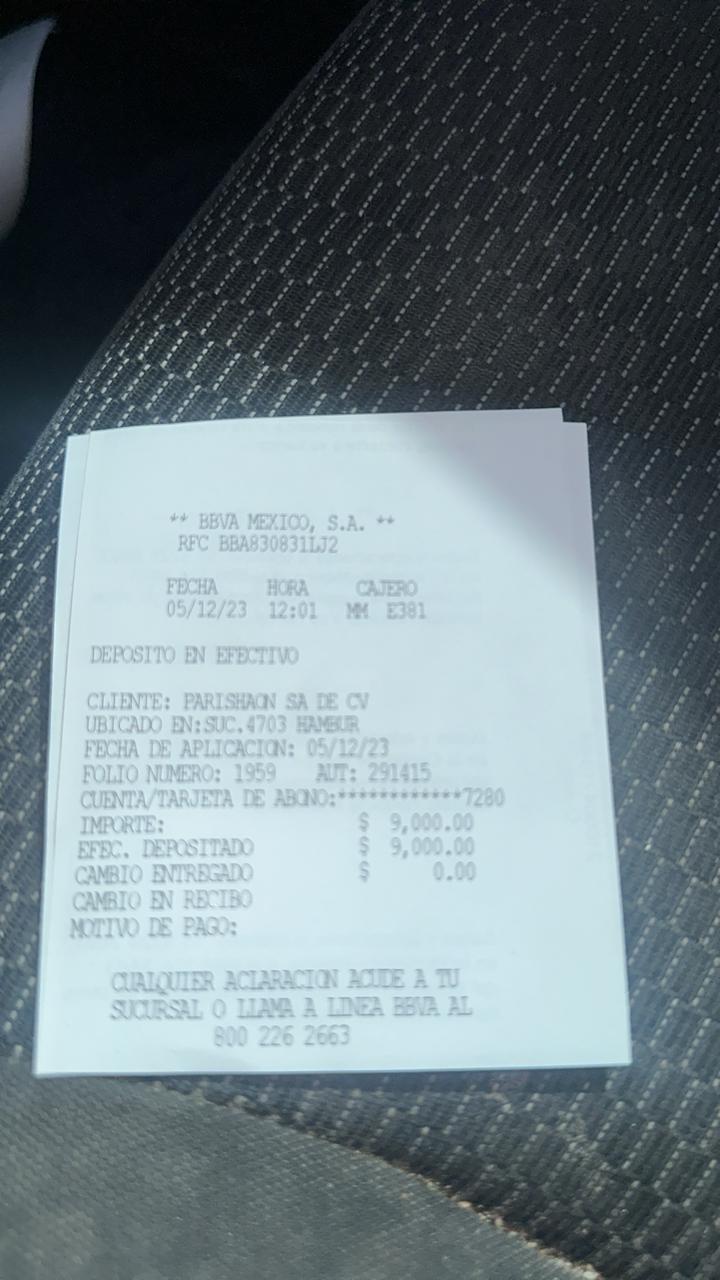 ** BBVA MEXICO, S.A. **
RFC BBA830831LJ2
FECHA HORA CAJERO
05/12/23 12:01 MM E381
DEPOSITO EN EFECTIVO
CLIENTE: PARISHAON SA DE CV
UBICADO EN:SUC.4703 HAMBUR
FECHA DE APLICACION: 05/12/23
FOLIO NUMERO: 1959 AUT: 291415
CUENTA/TARJETA DE ABONO:************7280
IMPORTE: $ 9,000.00
EFEC. DEPOSITADO $ 9,000.00
CAMBIO ENTREGADO $ 0.00
CAMBIO EN RECIBO
MOTIVO DE PAGO:
CUALQUIER ACLARACION ACUDE A TU
SUCURSAL O LLAMA A LINEA BBVA AL
800 226 2663